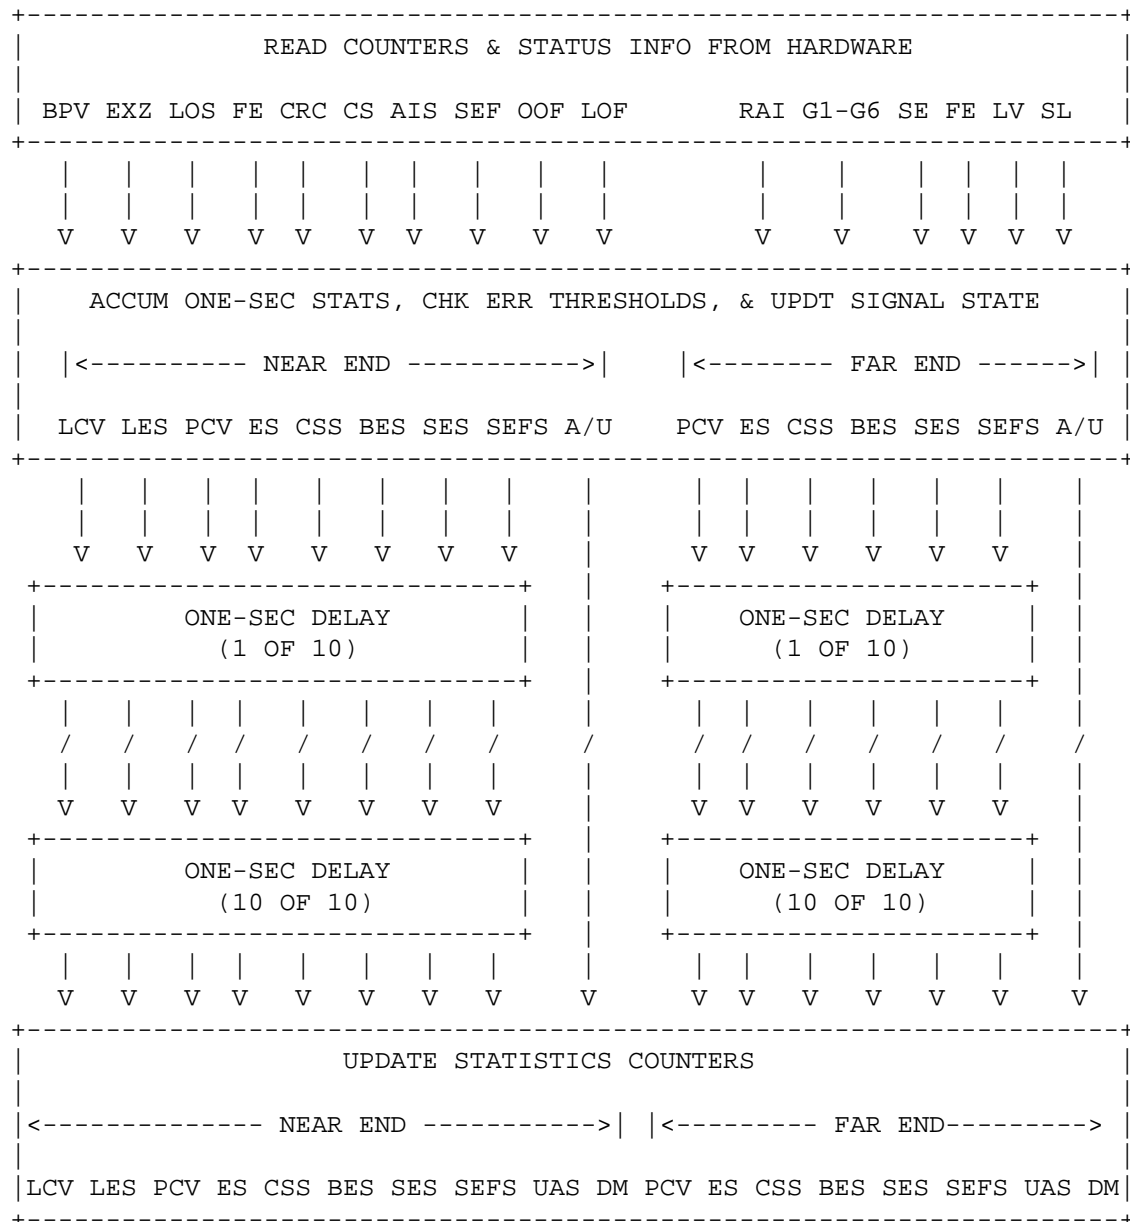 READ COUNTERS & STATUS INFO FROM HARDWARE
BPV EXZ LOS FE CRC CS AIS SEF OOF LOF RAI G1-G6 SE FE LV SL
V V V V V V V V V V V V V V V V
ACCUM ONE-SEC STATS, CHK ERR THRESHOLDS, & UPDT SIGNAL STATE
|<---------- NEAR END ----------->| |<-------- FAR END ------>|
LCV LES PCV ES CSS BES SES SEFS A/U PCV ES CSS BES SES SEFS A/U
V V V V V V V V V V V V V V
ONE-SEC DELAY ONE-SEC DELAY
(1 OF 10) (1 OF 10)
/ / / / / / / / / / / / / / / /
V V V V V V V V V V V V V V
ONE-SEC DELAY ONE-SEC DELAY
(10 OF 10) (10 OF 10)
V V V V V V V V V V V V V V V V
UPDATE STATISTICS COUNTERS
|<-------------- NEAR END ----------->| |<--------- FAR END--------->
LCV LES PCV ES CSS BES SES SEFS UAS DM PCV ES CSS BES SES SEFS UAS DM